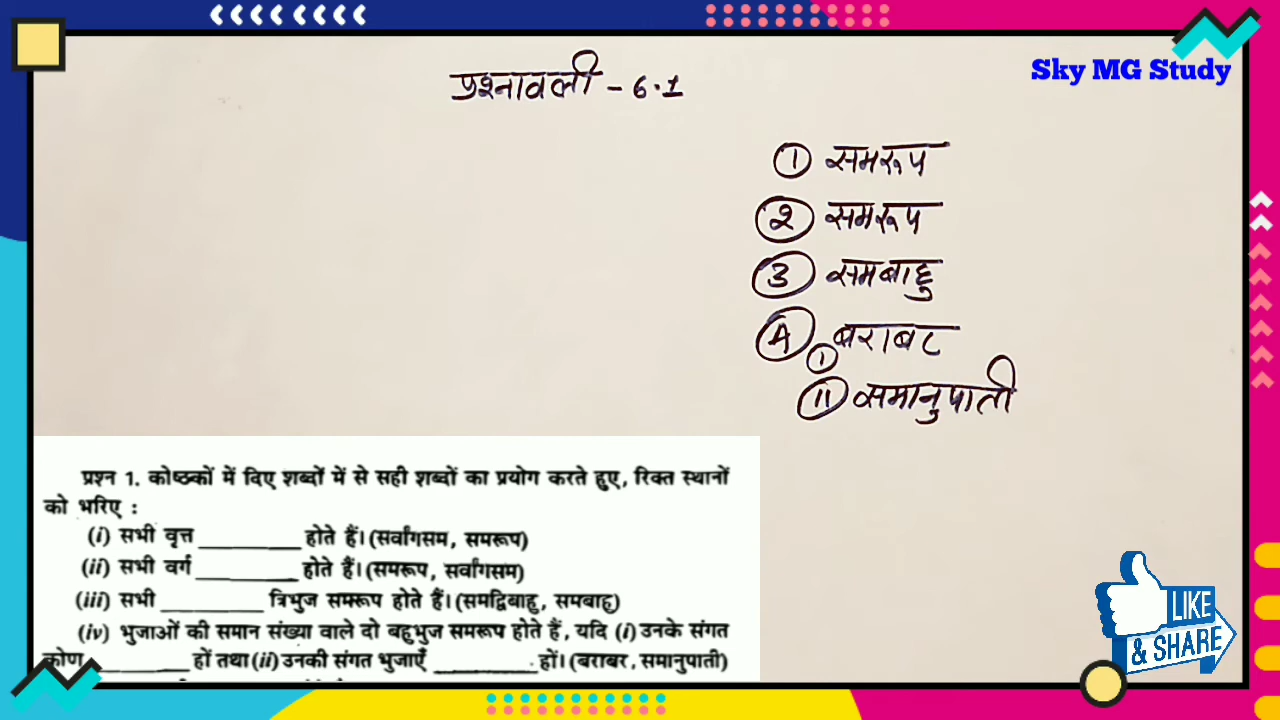 Sky MG Study
प्रश्नावली - 6.1
① समरूप
② समरूप
③ समबाहु
④ ① बराबर
⑪ समानुपाती
प्रश्न 1. कोष्ठकों में दिए शब्दों में से सही शब्दों का प्रयोग करते हुए, रिक्त स्थानों
को भरिए :
(i) सभी वृत्त __________ होते हैं। (सर्वांगसम, समरूप)
(ii) सभी वर्ग __________ होते हैं। (समरूप, सर्वांगसम)
(iii) सभी __________ त्रिभुज समरूप होते हैं। (समद्विबाहु, समबाहु)
(iv) भुजाओं की समान संख्या वाले दो बहुभुज समरूप होते हैं, यदि (i) उनके संगत
कोण __________ हों तथा (ii) उनकी संगत भुजाएँ __________ हों। (बराबर, समानुपाती)
LIKE
& SHARE